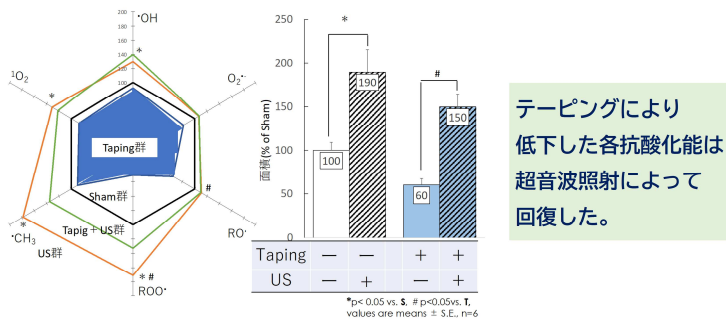 •OH
200
180
160
140
120
100
*
¹O₂
*
O₂•-
Taping群
Sham群
#
*
•CH₃
Tapig＋US群
RO•
US群
*#
ROO•
面積(% of Sham)
250
200
150
100
50
0
*
#
100
190
60
150
Taping － － ＋ ＋
US － ＋ － ＋
*p< 0.05 vs. S, # p<0.05vs. T,
values are means ± S.E., n=6
テーピングにより
低下した各抗酸化能は
超音波照射によって
回復した。